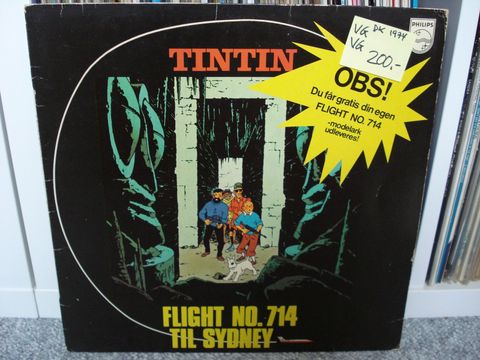 TINTIN
VG DK 1974
VG 200,-
PHILIPS
OBS!
Du får gratis din egen
FLIGHT NO. 714
-modelark
udleveres!
FLIGHT NO. 714
TIL SYDNEY